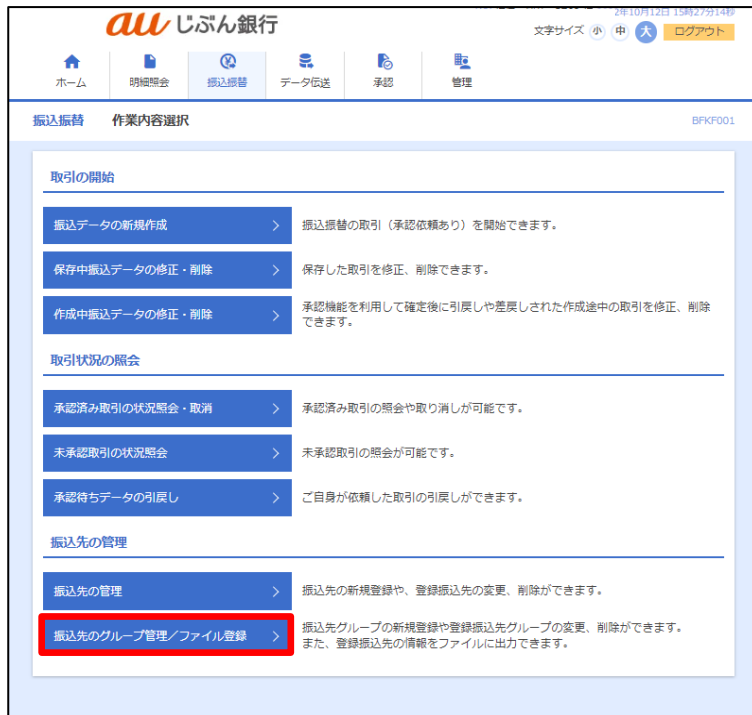 au じぶん銀行
2年10月12日 15時27分14秒
文字サイズ 小 中 大 ログアウト
ホーム 明細照会 振込振替 データ伝送 承認 管理
振込振替 作業内容選択 BFKF001
取引の開始
振込データの新規作成 振込振替の取引（承認依頼あり）を開始できます。
保存中振込データの修正・削除 保存した取引を修正、削除できます。
作成中振込データの修正・削除 承認機能を利用して確定後に引戻しや差戻しされた作成途中の取引を修正、削除
できます。
取引状況の照会
承認済み取引の状況照会・取消 承認済み取引の照会や取り消しが可能です。
未承認取引の状況照会 未承認取引の照会が可能です。
承認待ちデータの引戻し ご自身が依頼した取引の引戻しができます。
振込先の管理
振込先の管理 振込先の新規登録や、登録振込先の変更、削除ができます。
振込先のグループ管理／ファイル登録 振込先グループの新規登録や登録振込先グループの変更、削除ができます。
また、登録振込先の情報をファイルに出力できます。